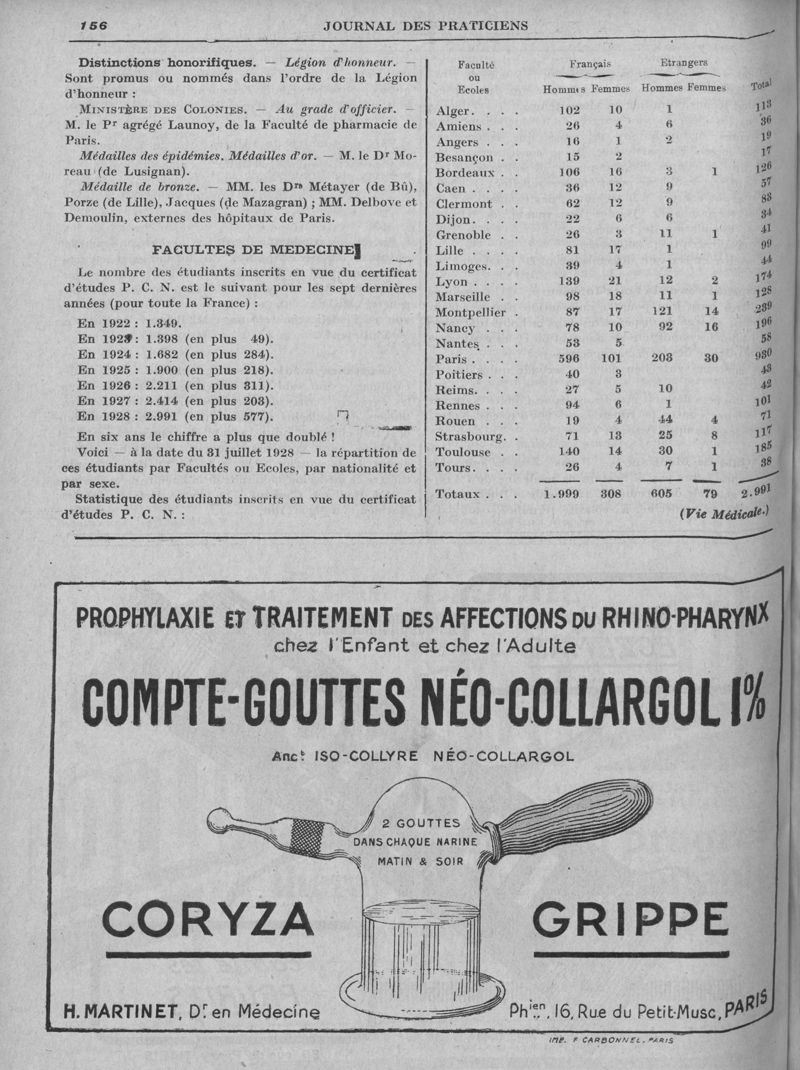 156
JOURNAL DES PRATICIENS
Distinctions honorifiques. — Légion d'honneur. —
Sont promus ou nommés dans l'ordre de la Légion
d'honneur :
MINISTÈRE DES COLONIES. — Au grade d'officier. —
M. le Pr agrégé Launoy, de la Faculté de pharmacie de
Paris.
Médailles des épidémies. Médailles d'or. — M. le Dr Mo-
reau (de Lusignan).
Médaille de bronze. — MM. les Drs Métayer (de Bû),
Porze (de Lille), Jacques (de Mazagran) ; MM. Delbove et
Demoulin, externes des hôpitaux de Paris.
FACULTES DE MEDECINE
Le nombre des étudiants inscrits en vue du certificat
d'études P. C. N. est le suivant pour les sept dernières
années (pour toute la France) :
En 1922 : 1.349.
En 1923 : 1.398 (en plus 49).
En 1924 : 1.682 (en plus 284).
En 1925 : 1.900 (en plus 218).
En 1926 : 2.211 (en plus 311).
En 1927 : 2.414 (en plus 203).
En 1928 : 2.991 (en plus 577).
En six ans le chiffre a plus que doublé !
Voici — à la date du 31 juillet 1928 — la répartition de
ces étudiants par Facultés ou Ecoles, par nationalité et
par sexe.
Statistique des étudiants inscrits en vue du certificat
d'études P. C. N. :
Faculté ou Ecoles
Français Etrangers
Hommes Femmes Hommes Femmes Total
Alger. . . . 102 10 1 113
Amiens . . . 26 4 6 36
Angers . . . 16 1 2 19
Besançon . . 15 2 17
Bordeaux . . 106 16 3 1 126
Caen . . . . 36 12 9 57
Clermont . . 62 12 9 83
Dijon. . . . 22 6 6 34
Grenoble . . 26 3 11 1 41
Lille . . . . 81 17 1 99
Limoges. . . 39 4 1 44
Lyon . . . . 139 21 12 2 174
Marseille . . 98 18 11 1 128
Montpellier . 87 17 121 14 239
Nancy . . . 78 10 92 16 196
Nantes . . . 53 5 58
Paris . . . . 596 101 203 30 930
Poitiers . . . 40 3 43
Reims. . . . 27 5 10 42
Rennes . . . 94 6 1 101
Rouen . . . 19 4 44 4 71
Strasbourg. . 71 13 25 8 117
Toulouse . . 140 14 30 1 185
Tours. . . . 26 4 7 1 38
Totaux . . . 1.999 308 605 79 2.991
(Vie Médicale.)
PROPHYLAXIE ET TRAITEMENT DES AFFECTIONS DU RHINO-PHARYNX
chez l'Enfant et chez l'Adulte
COMPTE-GOUTTES NÉO-COLLARGOL 1%
Anct ISO-COLLYRE NÉO-COLLARGOL
2 GOUTTES
DANS CHAQUE NARINE
MATIN & SOIR
CORYZA
GRIPPE
H. MARTINET, Dr en Médecine
Phien, 16, Rue du Petit-Musc, PARIS
IMP. F CARBONNEL. PARIS